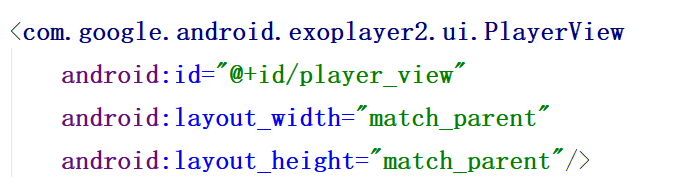 <com.google.android.exoplayer2.ui.PlayerView
android:id="@+id/player_view"
android:layout_width="match_parent"
android:layout_height="match_parent"/>